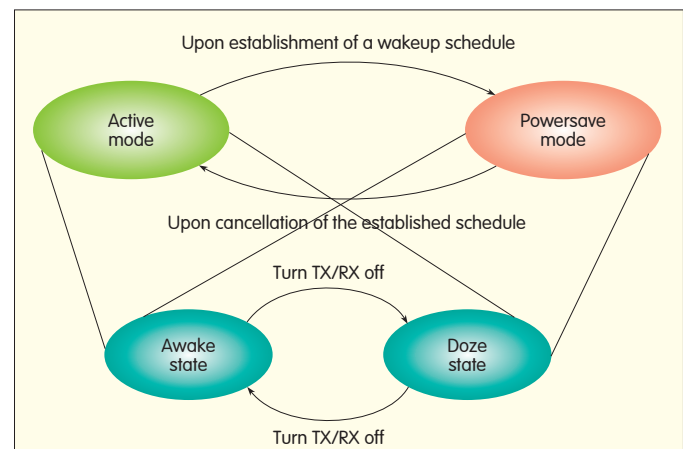 Upon establishment of a wakeup schedule
Active
mode
Powersave
mode
Upon cancellation of the established schedule
Turn TX/RX off
Awake
state
Doze
state
Turn TX/RX off